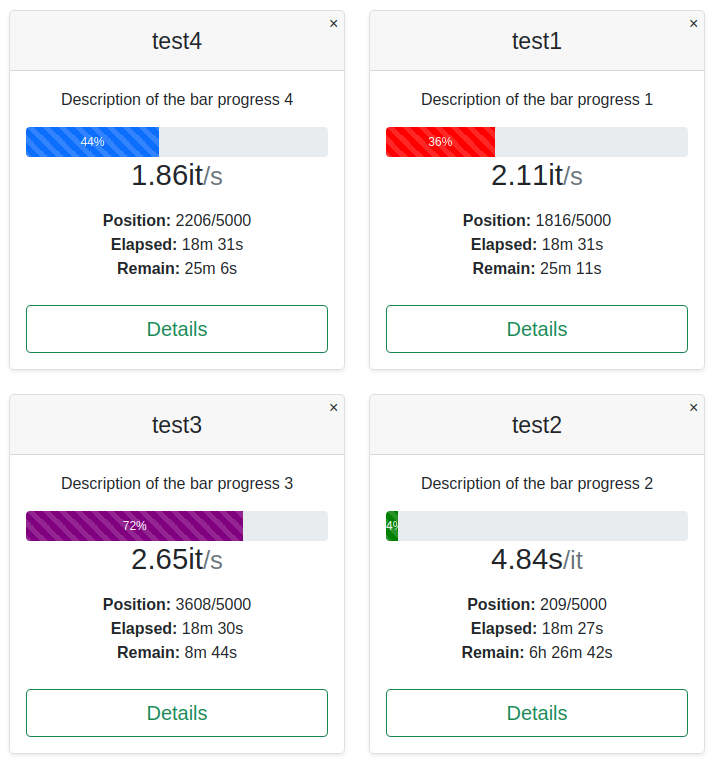 ×
test4
Description of the bar progress 4
44%
1.86it/s
Position: 2206/5000
Elapsed: 18m 31s
Remain: 25m 6s
Details
×
test1
Description of the bar progress 1
36%
2.11it/s
Position: 1816/5000
Elapsed: 18m 31s
Remain: 25m 11s
Details
×
test3
Description of the bar progress 3
72%
2.65it/s
Position: 3608/5000
Elapsed: 18m 30s
Remain: 8m 44s
Details
×
test2
Description of the bar progress 2
4%
4.84s/it
Position: 209/5000
Elapsed: 18m 27s
Remain: 6h 26m 42s
Details